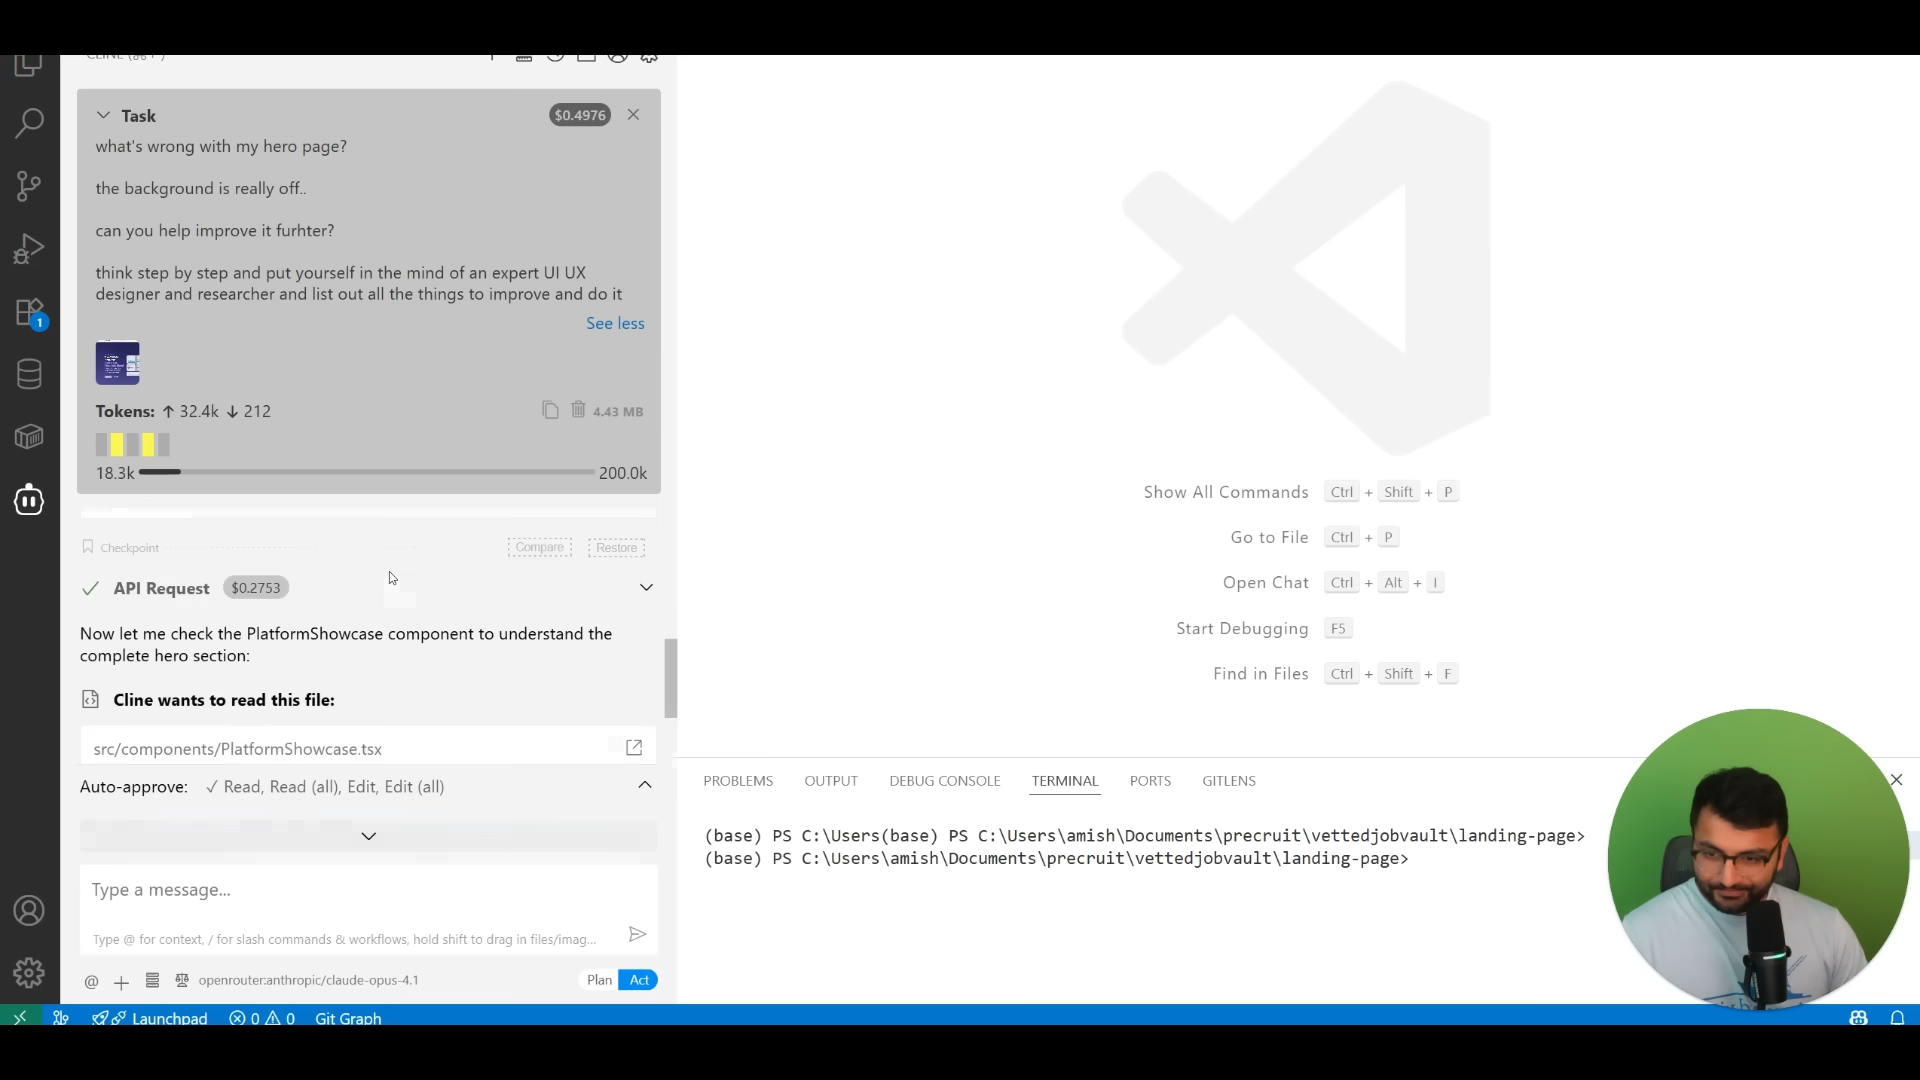 Task
$0.4976
what's wrong with my hero page?
the background is really off..
can you help improve it furhter?
think step by step and put yourself in the mind of an expert UI UX
designer and researcher and list out all the things to improve and do it
See less
Tokens: ↑ 32.4k ↓ 212
4.43 MB
18.3k
200.0k
Checkpoint
Compare
Restore
API Request
$0.2753
Now let me check the PlatformShowcase component to understand the
complete hero section:
Cline wants to read this file:
src/components/PlatformShowcase.tsx
Auto-approve: ✓ Read, Read (all), Edit, Edit (all)
Type a message...
Type @ for context, / for slash commands & workflows, hold shift to drag in files/imag...
@
openrouter:anthropic/claude-opus-4.1
Plan
Act
1
Show All Commands Ctrl + Shift + P
Go to File Ctrl + P
Open Chat Ctrl + Alt + I
Start Debugging F5
Find in Files Ctrl + Shift + F
PROBLEMS
OUTPUT
DEBUG CONSOLE
TERMINAL
PORTS
GITLENS
(base) PS C:\Users(base) PS C:\Users\amish\Documents\precruit\vettedjobvault\landing-page>
(base) PS C:\Users\amish\Documents\precruit\vettedjobvault\landing-page>
Launchpad
0
0
Git Graph